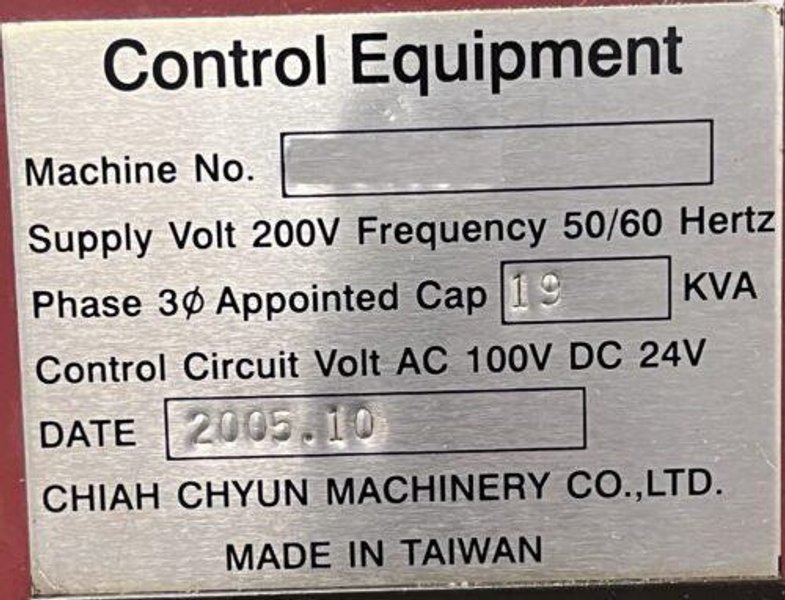 Control Equipment
Machine No.
Supply Volt 200V Frequency 50/60 Hertz
Phase 3Ø Appointed Cap 19 KVA
Control Circuit Volt AC 100V DC 24V
DATE 2005.10
CHIAH CHYUN MACHINERY CO.,LTD.
MADE IN TAIWAN